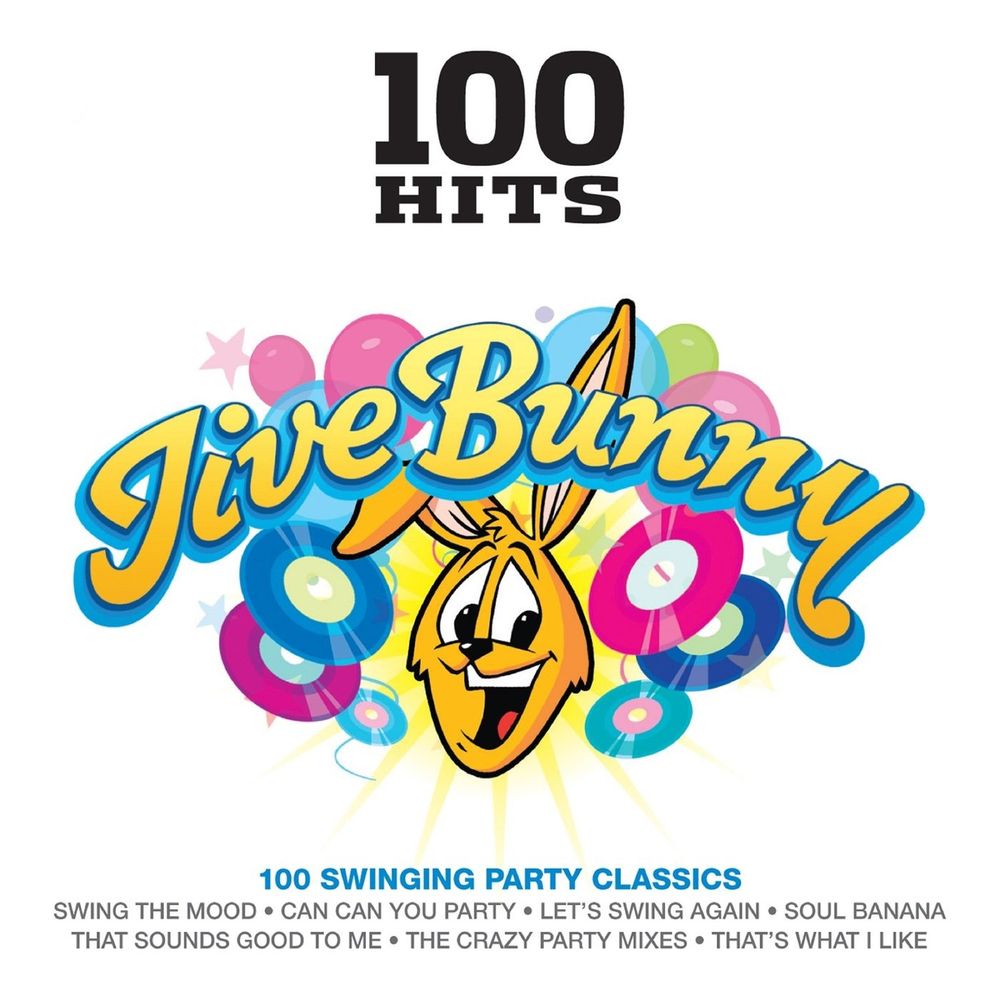 100
HITS
Jive Bunny
100 SWINGING PARTY CLASSICS
SWING THE MOOD • CAN CAN YOU PARTY • LET'S SWING AGAIN • SOUL BANANA
THAT SOUNDS GOOD TO ME • THE CRAZY PARTY MIXES • THAT'S WHAT I LIKE